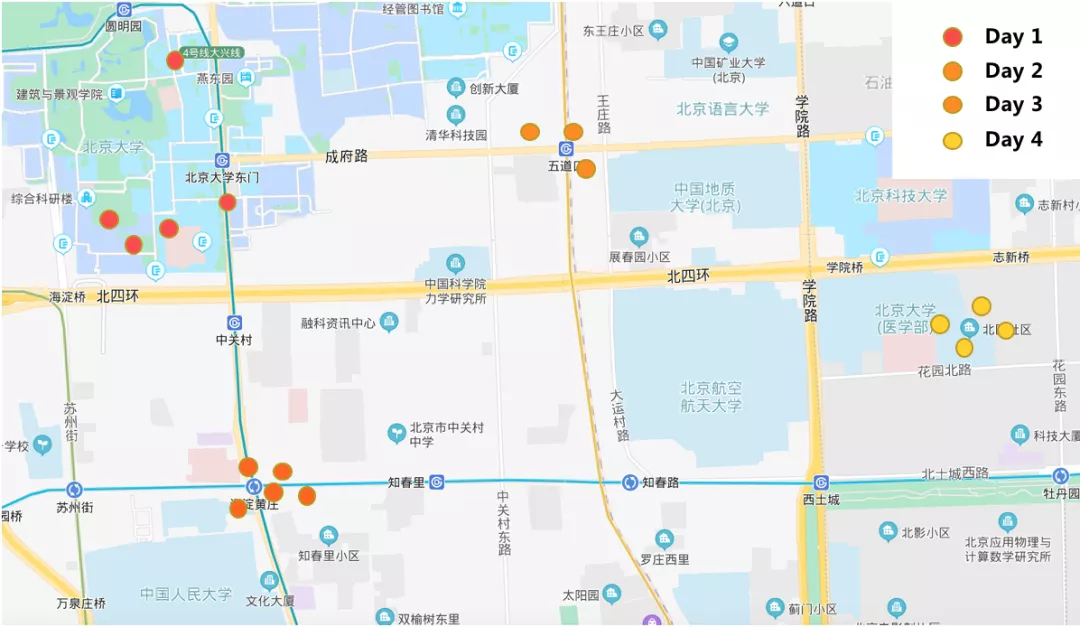 经管图书馆
六道口
圆明园
Day 1
Day 2
Day 3
Day 4
东王庄小区
4号线大兴线
燕东园
中国矿业大学
(北京)
石油
建筑与景观学院
创新大厦
王庄路
学院路
北京语言大学
清华科技园
北京大学
成府路
五道口
北京大学东门
综合科研楼
中国地质
大学(北京)
北京科技大学
志新村小
展春园小区
志新桥
学院桥
北四环
中国科学院
力学研究所
海淀桥
北四环
学院路
融科资讯中心
北京大学
(医学部)
中关村
花园北路
花园东路
苏州街
大运村路
北京航空
航天大学
北京市中关村
中学
学校
科技大厦
北土城西路
知春里
知春路
苏州街
海淀黄庄
西土城
牡丹园
园桥
中关村东路
北影小区
北京应用物理与
计算数学研究所
知春里小区
罗庄西里
中国人民大学
文化大厦
太阳园
万泉庄桥
双榆树东里
蓟门小区